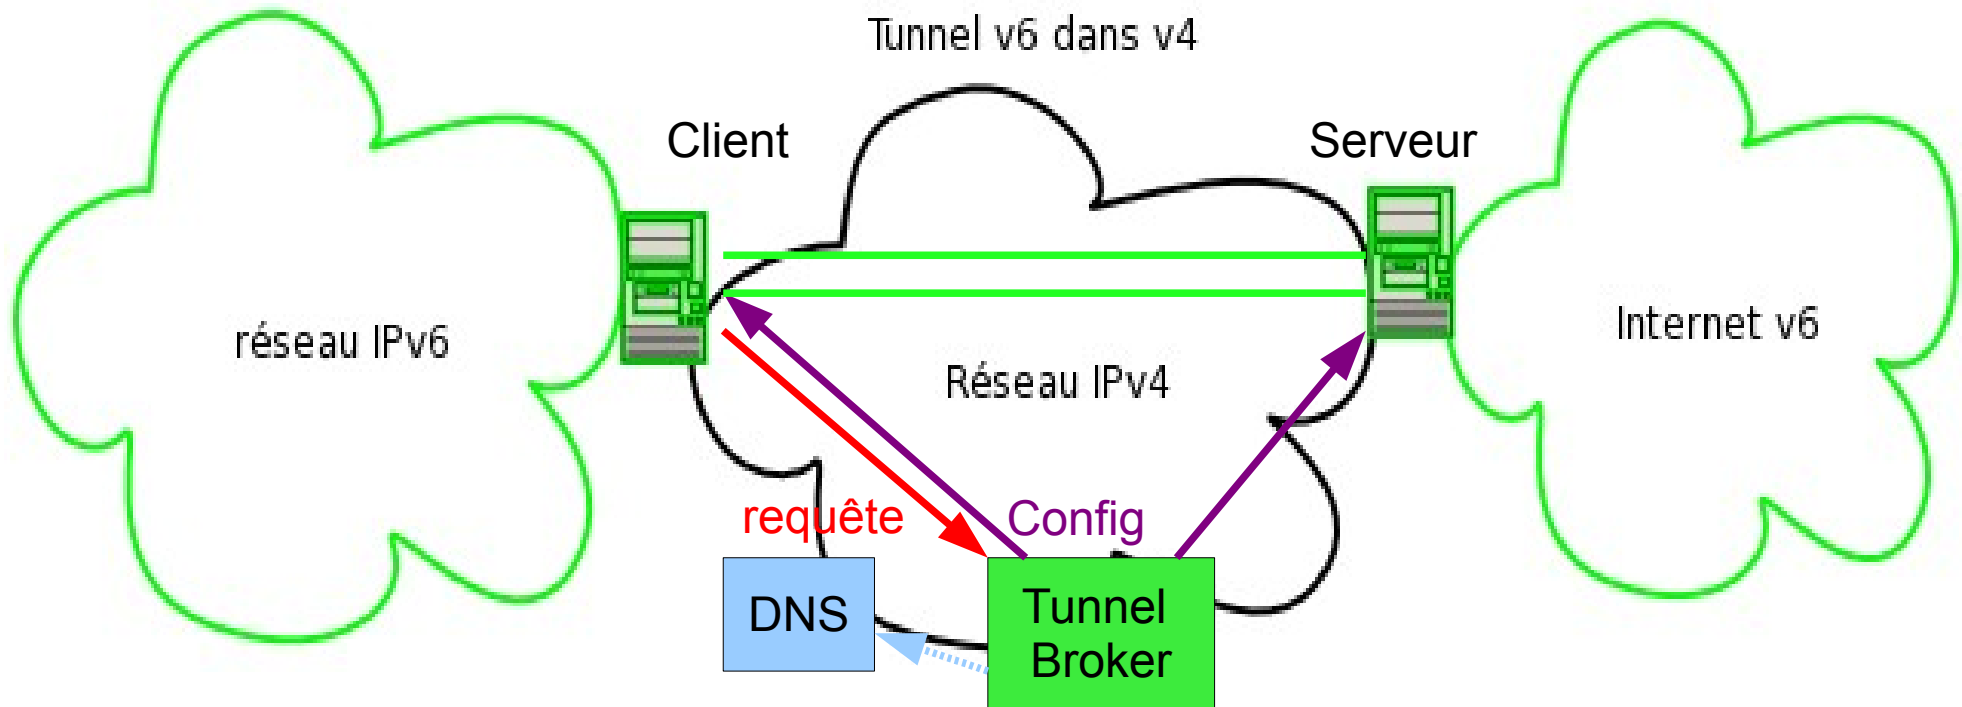 Tunnel v6 dans v4
Client
Serveur
réseau IPv6
Réseau IPv4
Internet v6
requête
Config
DNS
Tunnel
Broker